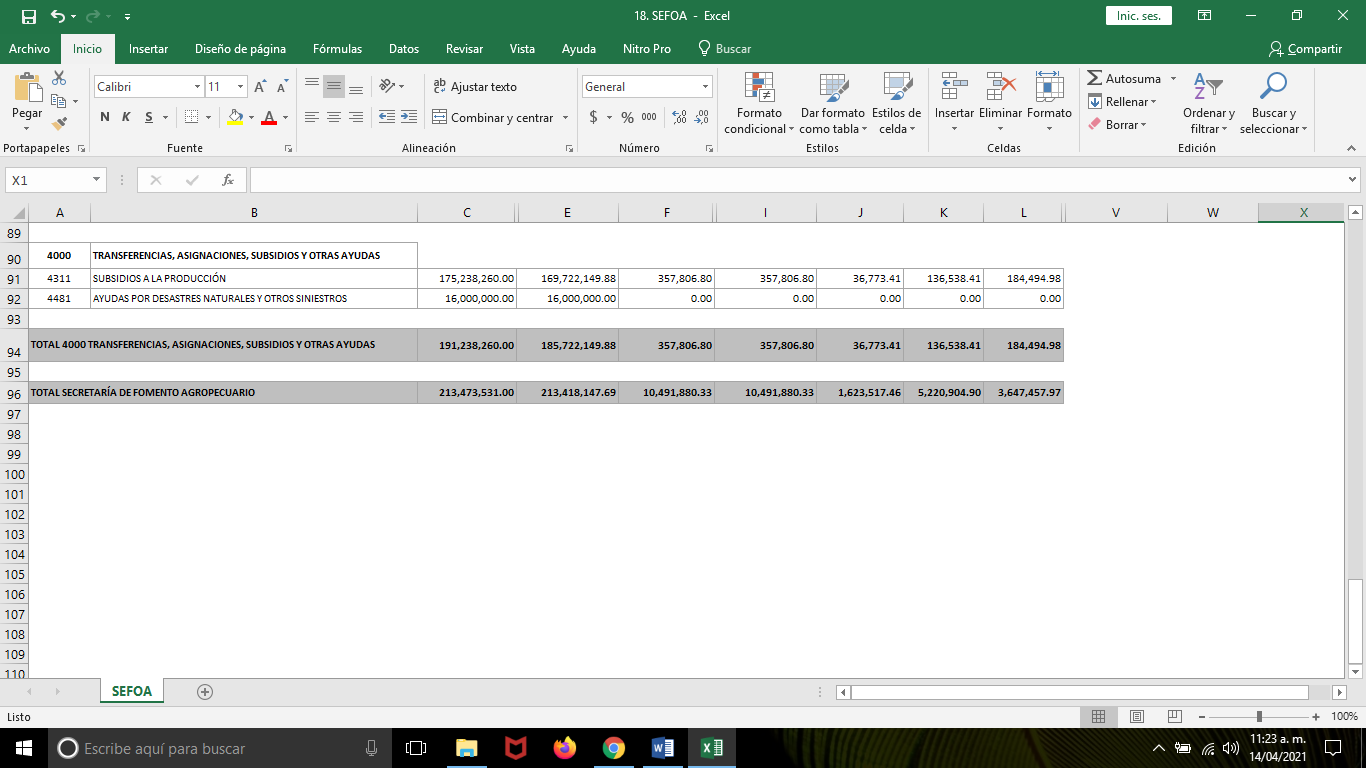 18. SEFOA - Excel
Inic. ses.
Archivo Inicio Insertar Diseño de página Fórmulas Datos Revisar Vista Ayuda Nitro Pro Buscar Compartir
Pegar
Calibri 11
N K S
Ajustar texto
Combinar y centrar
General
$ % 000
Formato condicional
Dar formato como tabla
Estilos de celda
Insertar Eliminar Formato
Autosuma
Rellenar
Borrar
Ordenar y filtrar
Buscar y seleccionar
Portapapeles Fuente Alineación Número Estilos Celdas Edición
X1 fx
A B C E F I J K L V W X
89
90 4000 TRANSFERENCIAS, ASIGNACIONES, SUBSIDIOS Y OTRAS AYUDAS
91 4311 SUBSIDIOS A LA PRODUCCIÓN 175,238,260.00 169,722,149.88 357,806.80 357,806.80 36,773.41 136,538.41 184,494.98
92 4481 AYUDAS POR DESASTRES NATURALES Y OTROS SINIESTROS 16,000,000.00 16,000,000.00 0.00 0.00 0.00 0.00 0.00
93
94 TOTAL 4000 TRANSFERENCIAS, ASIGNACIONES, SUBSIDIOS Y OTRAS AYUDAS 191,238,260.00 185,722,149.88 357,806.80 357,806.80 36,773.41 136,538.41 184,494.98
95
96 TOTAL SECRETARÍA DE FOMENTO AGROPECUARIO 213,473,531.00 213,418,147.69 10,491,880.33 10,491,880.33 1,623,517.46 5,220,904.90 3,647,457.97
97
98
99
100
101
102
103
104
105
106
107
108
109
110
SEFOA
Listo 100%
Escribe aquí para buscar
11:23 a. m.
14/04/2021